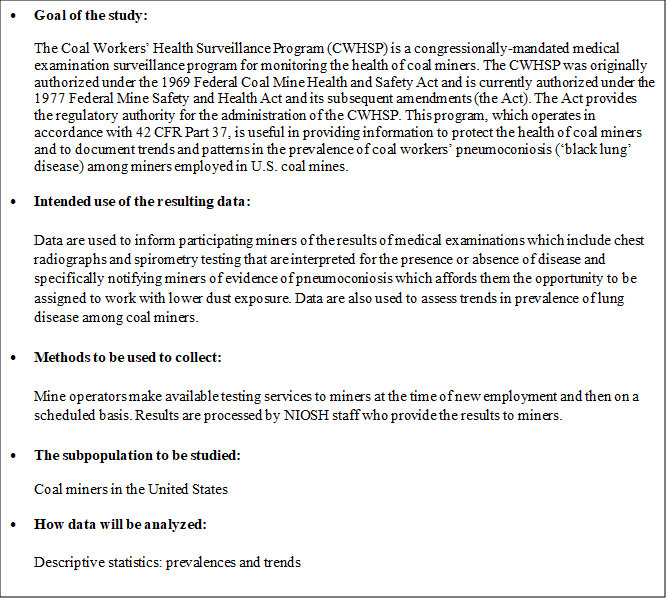 • Goal of the study:
The Coal Workers’ Health Surveillance Program (CWHSP) is a congressionally-mandated medical
examination surveillance program for monitoring the health of coal miners. The CWHSP was originally
authorized under the 1969 Federal Coal Mine Health and Safety Act and is currently authorized under the
1977 Federal Mine Safety and Health Act and its subsequent amendments (the Act). The Act provides
the regulatory authority for the administration of the CWHSP. This program, which operates in
accordance with 42 CFR Part 37, is useful in providing information to protect the health of coal miners
and to document trends and patterns in the prevalence of coal workers’ pneumoconiosis (‘black lung’
disease) among miners employed in U.S. coal mines.
• Intended use of the resulting data:
Data are used to inform participating miners of the results of medical examinations which include chest
radiographs and spirometry testing that are interpreted for the presence or absence of disease and
specifically notifying miners of evidence of pneumoconiosis which affords them the opportunity to be
assigned to work with lower dust exposure. Data are also used to assess trends in prevalence of lung
disease among coal miners.
• Methods to be used to collect:
Mine operators make available testing services to miners at the time of new employment and then on a
scheduled basis. Results are processed by NIOSH staff who provide the results to miners.
• The subpopulation to be studied:
Coal miners in the United States
• How data will be analyzed:
Descriptive statistics: prevalences and trends